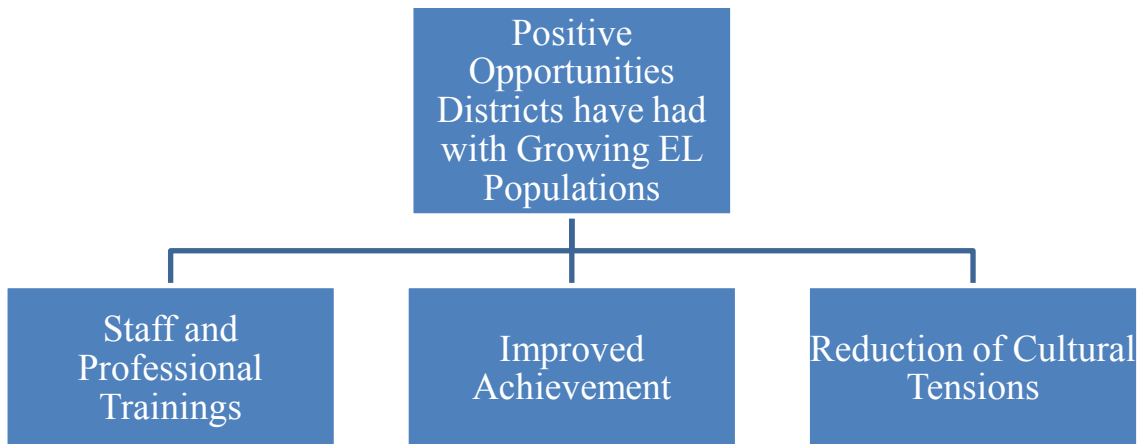 Positive
Opportunities
Districts have had
with Growing EL
Populations
Staff and
Professional
Trainings
Improved
Achievement
Reduction of Cultural
Tensions